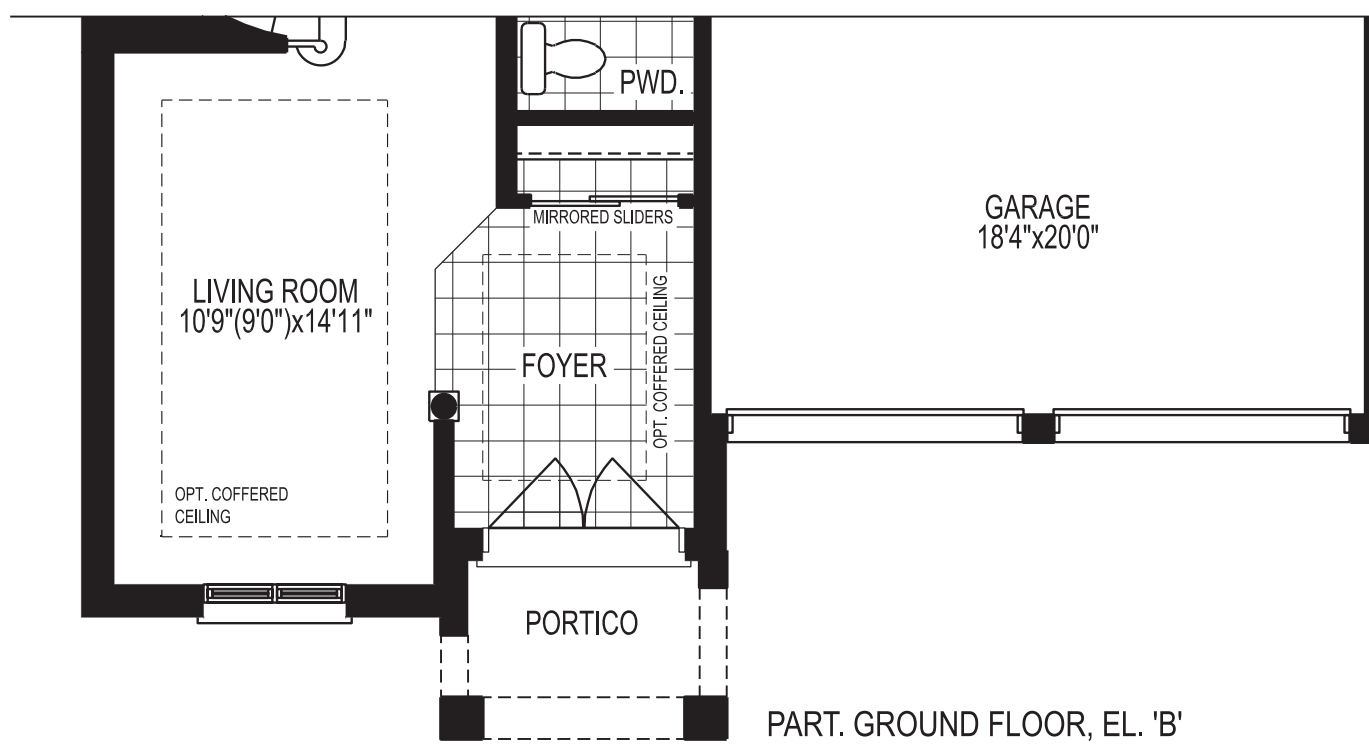 PWD.
MIRRORED SLIDERS
GARAGE
18'4"x20'0"
LIVING ROOM
10'9"(9'0")x14'11"
FOYER
OPT. COFFERED CEILING
OPT. COFFERED
CEILING
PORTICO
PART. GROUND FLOOR, EL. 'B'